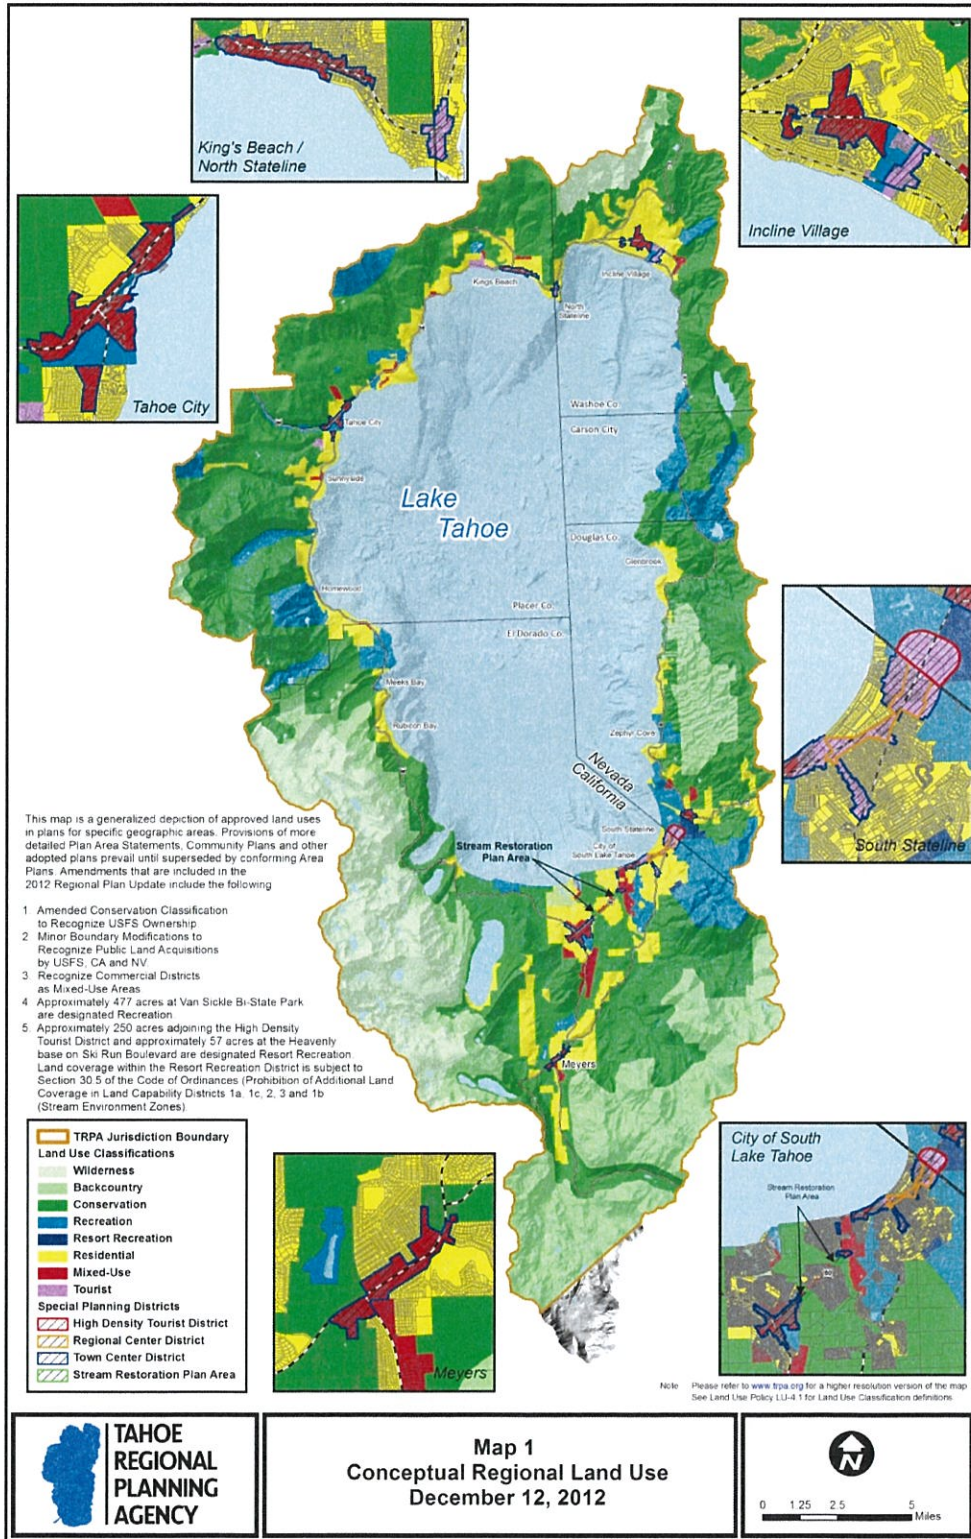 King's Beach /
North Stateline
Incline Village
Tahoe City
Kings Beach
Incline Village
North
Stateline
Washoe Co.
Carson City
Tahoe City
Sunnyside
Lake
Tahoe
Douglas Co.
Glenbrook
Homewood
Placer Co.
El Dorado Co.
Meeks Bay
Rubicon Bay
Zephyr Cove
Nevada
California
South Stateline
City of
South Lake Tahoe
Stream Restoration
Plan Area
South Stateline
This map is a generalized depiction of approved land uses
in plans for specific geographic areas. Provisions of more
detailed Plan Area Statements, Community Plans and other
adopted plans prevail until superseded by conforming Area
Plans. Amendments that are included in the
2012 Regional Plan Update include the following
1 Amended Conservation Classification
to Recognize USFS Ownership
2 Minor Boundary Modifications to
Recognize Public Land Acquisitions
by USFS, CA and NV.
3 Recognize Commercial Districts
as Mixed-Use Areas
4 Approximately 477 acres at Van Sickle Bi-State Park
are designated Recreation
5. Approximately 250 acres adjoining the High Density
Tourist District and approximately 57 acres at the Heavenly
base on Ski Run Boulevard are designated Resort Recreation
Land coverage within the Resort Recreation District is subject to
Section 30.5 of the Code of Ordinances (Prohibition of Additional Land
Coverage in Land Capability Districts 1a, 1c, 2, 3 and 1b
(Stream Environment Zones)
Meyers
TRPA Jurisdiction Boundary
Land Use Classifications
Wilderness
Backcountry
Conservation
Recreation
Resort Recreation
Residential
Mixed-Use
Tourist
Special Planning Districts
High Density Tourist District
Regional Center District
Town Center District
Stream Restoration Plan Area
Meyers
City of South
Lake Tahoe
Stream Restoration
Plan Area
50
Note Please refer to www.trpa.org for a higher resolution version of the map
See Land Use Policy LU-4.1 for Land Use Classification definitions
TAHOE
REGIONAL
PLANNING
AGENCY
Map 1
Conceptual Regional Land Use
December 12, 2012
N
0 1.25 2.5 5
Miles